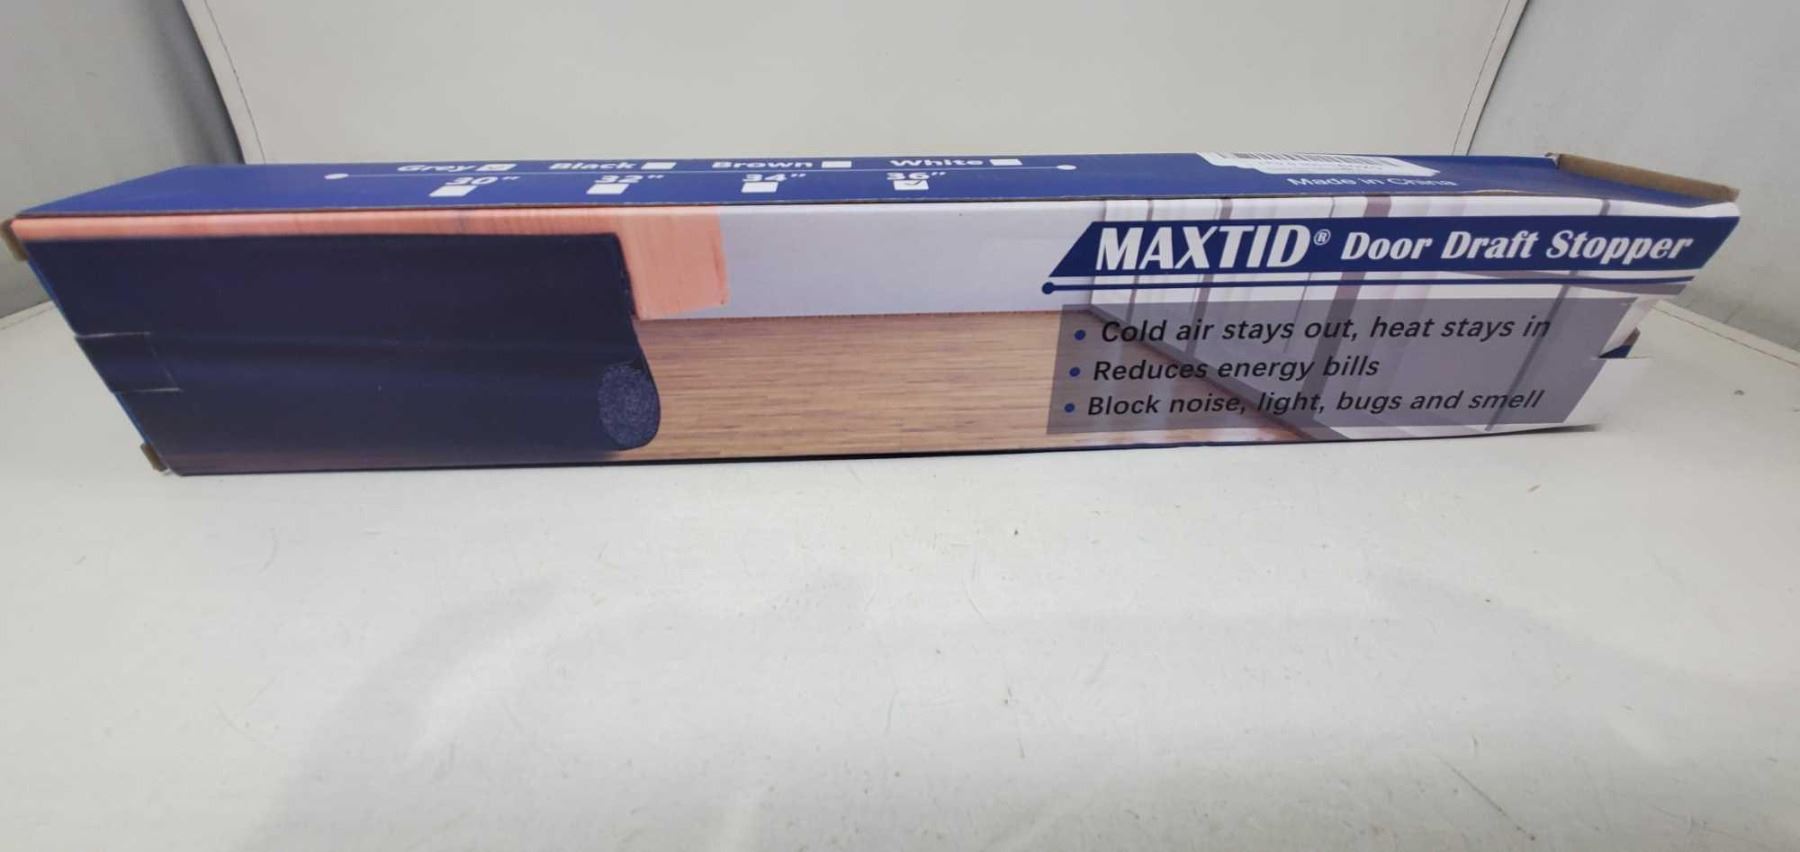 Grey Black Brown White
30" 32" 34" 36"
Made in China
MAXTID® Door Draft Stopper
• Cold air stays out, heat stays in
• Reduces energy bills
• Block noise, light, bugs and smell